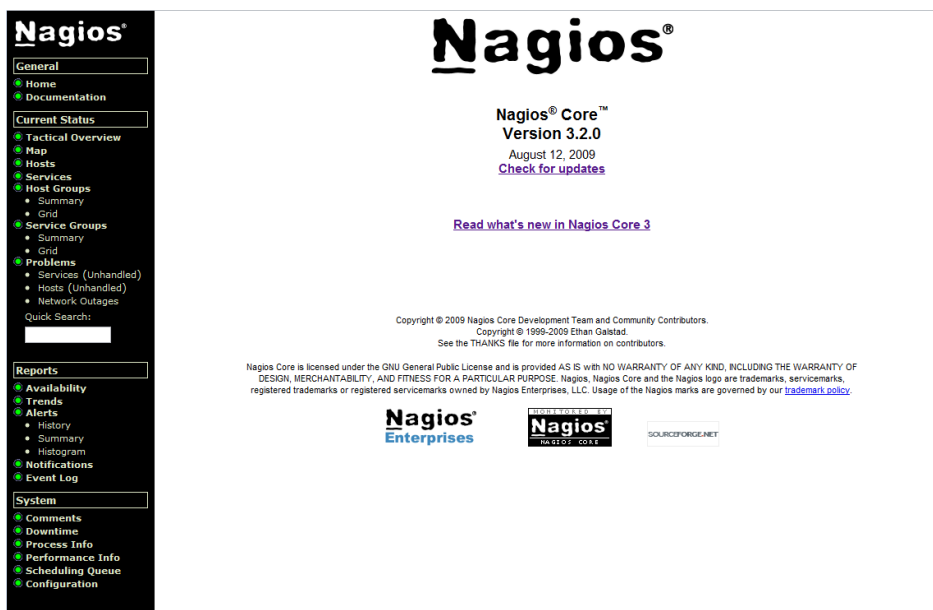 Nagios®
General
Home
Documentation
Current Status
Tactical Overview
Map
Hosts
Services
Host Groups
Summary
Grid
Service Groups
Summary
Grid
Problems
Services (Unhandled)
Hosts (Unhandled)
Network Outages
Quick Search:
Reports
Availability
Trends
Alerts
History
Summary
Histogram
Notifications
Event Log
System
Comments
Downtime
Process Info
Performance Info
Scheduling Queue
Configuration
Nagios®
Nagios® Core™
Version 3.2.0
August 12, 2009
Check for updates
Read what's new in Nagios Core 3
Copyright © 2009 Nagios Core Development Team and Community Contributors.
Copyright © 1999-2009 Ethan Galstad.
See the THANKS file for more information on contributors.
Nagios Core is licensed under the GNU General Public License and is provided AS IS with NO WARRANTY OF ANY KIND, INCLUDING THE WARRANTY OF
DESIGN, MERCHANTABILITY, AND FITNESS FOR A PARTICULAR PURPOSE. Nagios, Nagios Core and the Nagios logo are trademarks, servicemarks,
registered trademarks or registered servicemarks owned by Nagios Enterprises, LLC. Usage of the Nagios marks are governed by our trademark policy.
Nagios®
Enterprises
MONITORED BY
Nagios®
NAGIOS CORE
SOURCEFORGE.NET